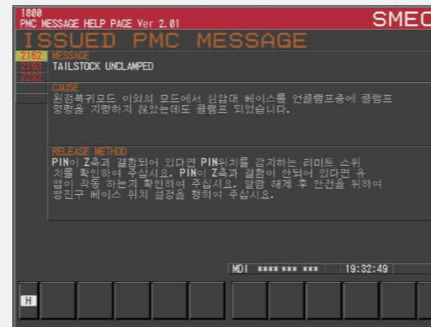 1800
PMC MESSAGE HELP PAGE Ver 2.01
SMEC
ISSUED PMC MESSAGE
2162
MESSAGE
TAILSTOCK UNCLAMPED
2232
CAUSE
원점복귀모드 이외의 모드에서 심압대 베이스를 언클램프중에 클램프
명령을 지령하지 않았는데도 클램프 되었습니다.
RELEASE METHOD
PIN이 Z축과 결합되어 있다면 PIN위치를 감지하는 리미트 스위
치를 확인하여 주십시요. PIN이 Z축과 결합이 안되어 있다면 유
압이 작동 하는지 확인하여 주십시요. 알람 해제 후 안전을 위하여
방진구 베이스 위치 설정을 행하여 주십시요.
MDI **** *** *** 19:32:49
H